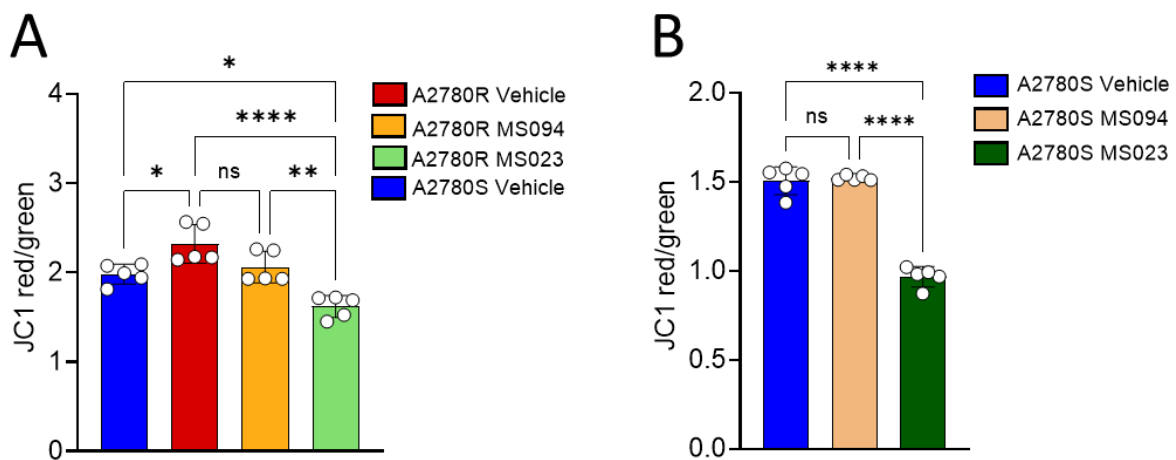 A
B
*
****
*
ns
**
4
3
2
1
0
JC1 red/green
A2780R Vehicle
A2780R MS094
A2780R MS023
A2780S Vehicle
****
ns
****
2.0
1.5
1.0
0.5
0.0
JC1 red/green
A2780S Vehicle
A2780S MS094
A2780S MS023